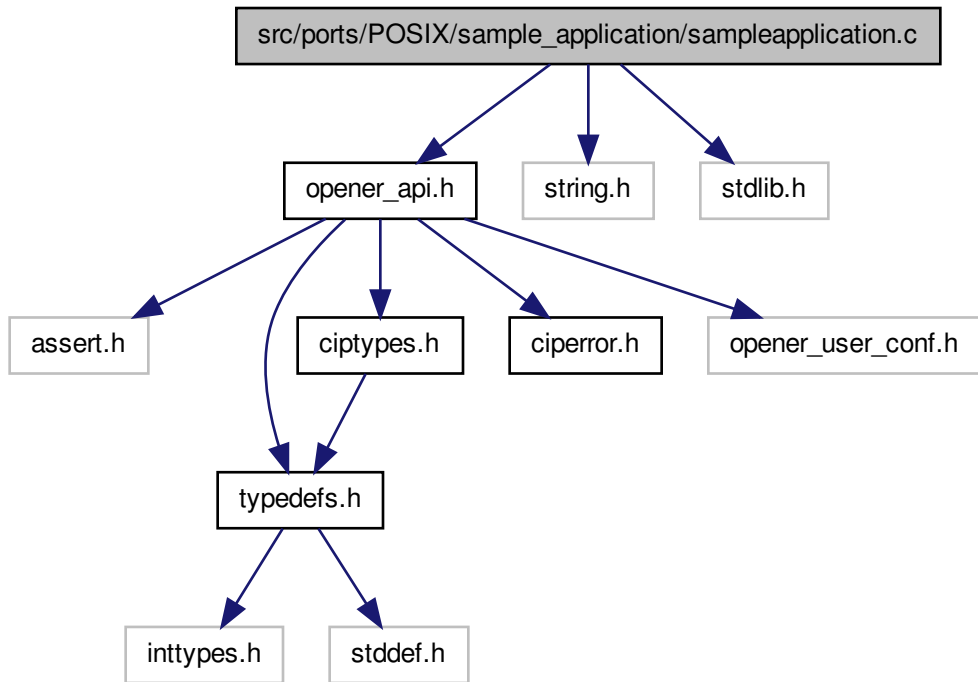 src/ports/POSIX/sample_application/sampleapplication.c
opener_api.h
string.h
stdlib.h
assert.h
ciptypes.h
ciperror.h
opener_user_conf.h
typedefs.h
inttypes.h
stddef.h